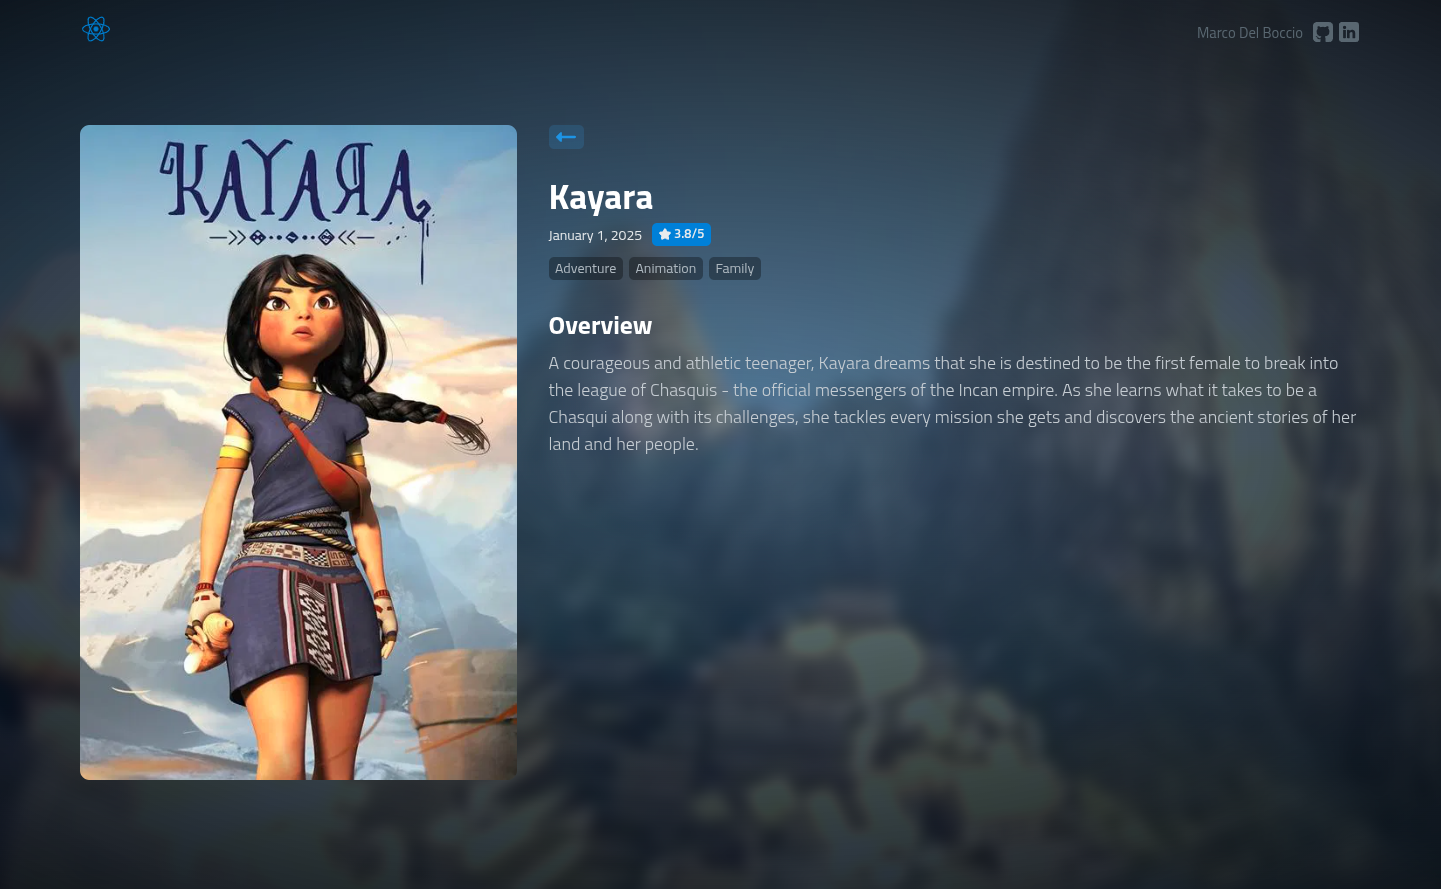 Marco Del Boccio
KAYARA
Kayara
January 1, 2025 3.8/5
Adventure Animation Family
Overview
A courageous and athletic teenager, Kayara dreams that she is destined to be the first female to break into
the league of Chasquis - the official messengers of the Incan empire. As she learns what it takes to be a
Chasqui along with its challenges, she tackles every mission she gets and discovers the ancient stories of her
land and her people.